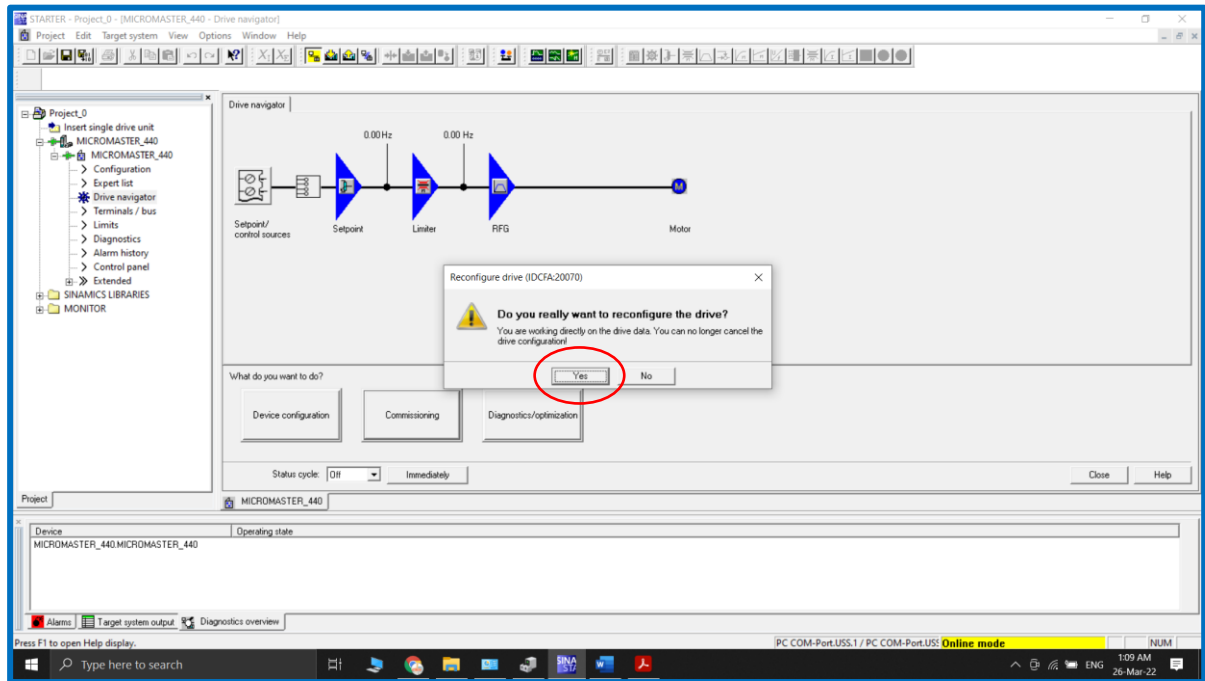 STARTER - Project_0 - [MICROMASTER_440 - Drive navigator]
Project Edit Target system View Options Window Help
Project_0
Insert single drive unit
MICROMASTER_440
MICROMASTER_440
Configuration
Expert list
Drive navigator
Terminals / bus
Limits
Diagnostics
Alarm history
Control panel
Extended
SINAMICS LIBRARIES
MONITOR
Project
Drive navigator
0.00 Hz 0.00 Hz
M
Setpoint/
control sources
Setpoint Limiter RFG Motor
Reconfigure drive (IDCFA:20070)
Do you really want to reconfigure the drive?
You are working directly on the drive data. You can no longer cancel the
drive configuration!
Yes No
What do you want to do?
Device configuration Commissioning Diagnostics/optimization
Status cycle: Off Immediately Close Help
MICROMASTER_440
Device Operating state
MICROMASTER_440.MICROMASTER_440
Alarms Target system output Diagnostics overview
Press F1 to open Help display. PC COM-Port.USS.1 / PC COM-Port.USS Online mode NUM
Type here to search SINA ENG 1:09 AM
26-Mar-22